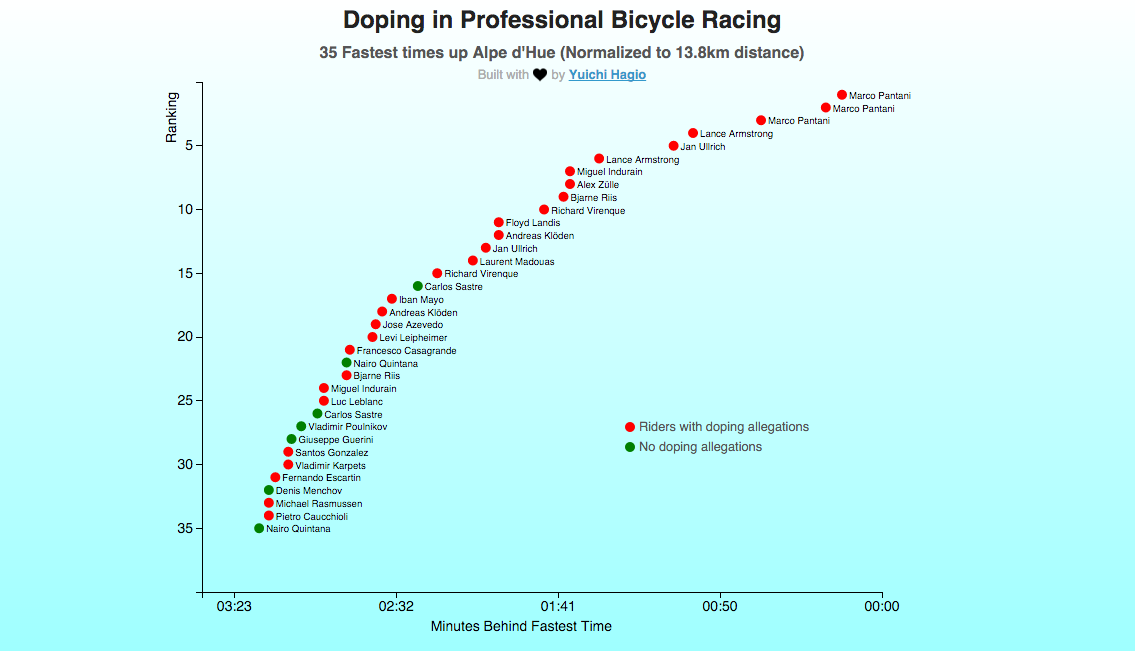 Doping in Professional Bicycle Racing
35 Fastest times up Alpe d'Hue (Normalized to 13.8km distance)
Built with 🖤 by Yuichi Hagio
Ranking
Marco Pantani
Marco Pantani
Marco Pantani
Lance Armstrong
5
Jan Ullrich
Lance Armstrong
Miguel Indurain
Alex Zülle
Bjarne Riis
10
Richard Virenque
Floyd Landis
Andreas Klöden
Jan Ullrich
Laurent Madouas
15
Richard Virenque
Carlos Sastre
Iban Mayo
Andreas Klöden
Jose Azevedo
20
Levi Leipheimer
Francesco Casagrande
Nairo Quintana
Bjarne Riis
Miguel Indurain
25
Luc Leblanc
Carlos Sastre
Vladimir Poulnikov
Giuseppe Guerini
Santos Gonzalez
30
Vladimir Karpets
Fernando Escartin
Denis Menchov
Michael Rasmussen
Pietro Caucchioli
35
Nairo Quintana
Riders with doping allegations
No doping allegations
03:23 02:32 01:41 00:50 00:00
Minutes Behind Fastest Time